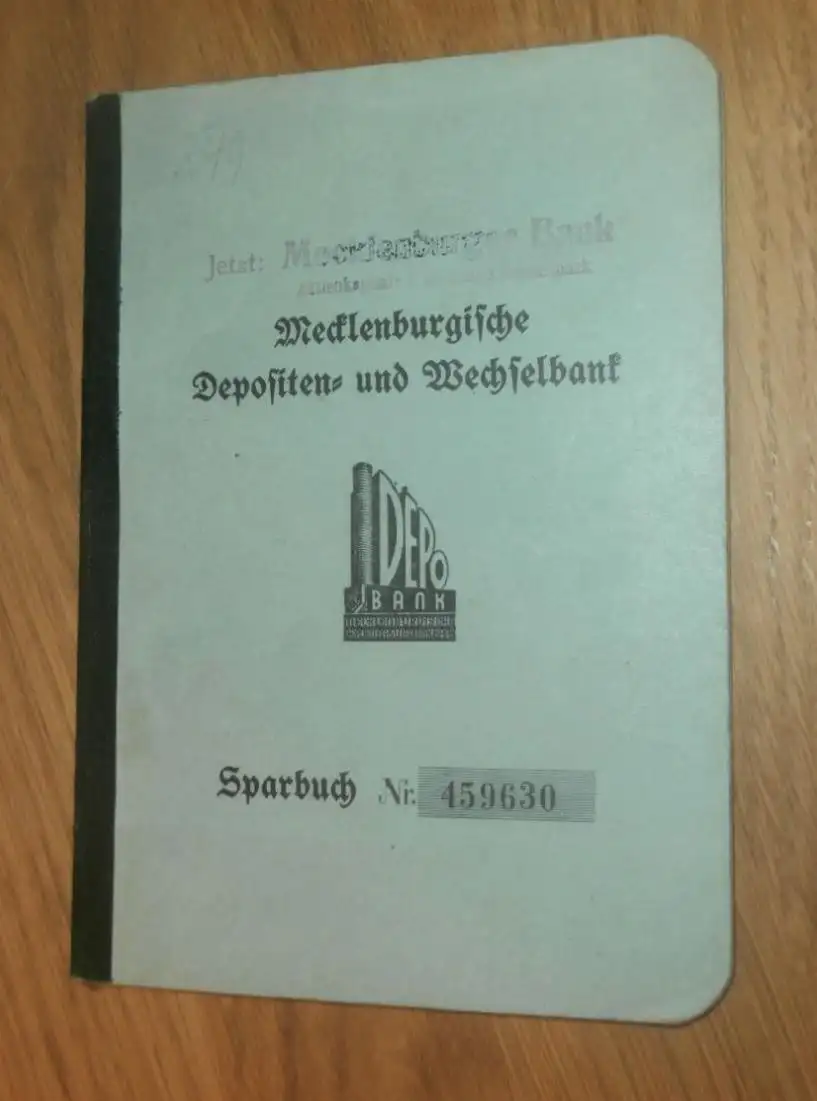 Jetzt: Mecklenburger Bank
Mecklenburgische
Depositen- und Wechselbank
DEPO
BANK
Sparbuch Nr. 459630